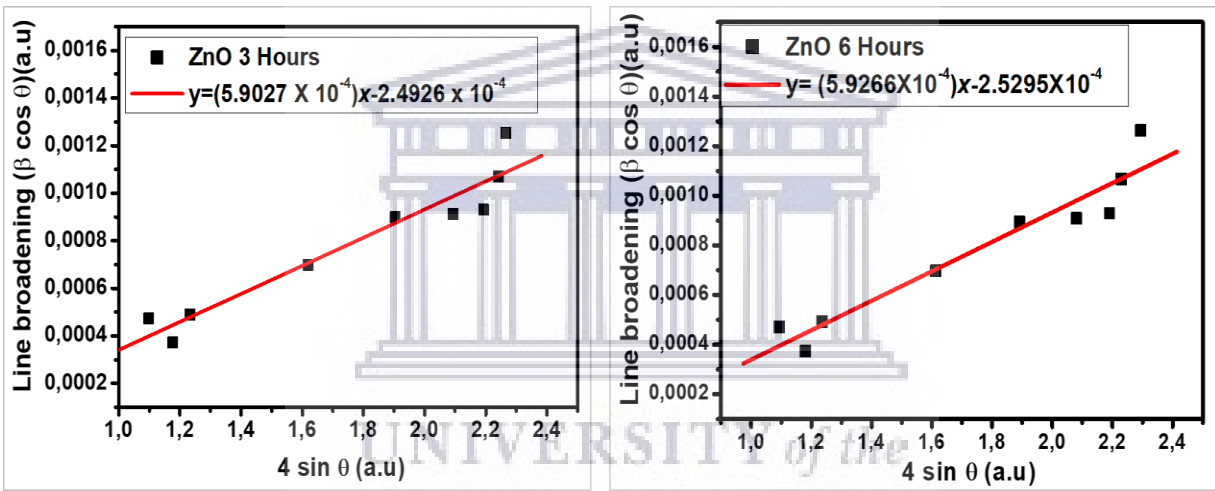 Line broadening (β cos θ)(a.u)
0,0016
0,0014
0,0012
0,0010
0,0008
0,0006
0,0004
0,0002
ZnO 3 Hours
y=(5.9027 X 10-4)x-2.4926 x 10-4
1,0 1,2 1,4 1,6 1,8 2,0 2,2 2,4
4 sin θ (a.u)
Line broadening (β cos θ)(a.u)
0,0016
0,0014
0,0012
0,0010
0,0008
0,0006
0,0004
0,0002
ZnO 6 Hours
y= (5.9266X10-4)x-2.5295X10-4
1,0 1,2 1,4 1,6 1,8 2,0 2,2 2,4
4 sin θ (a.u)
UNIVERSITY of the